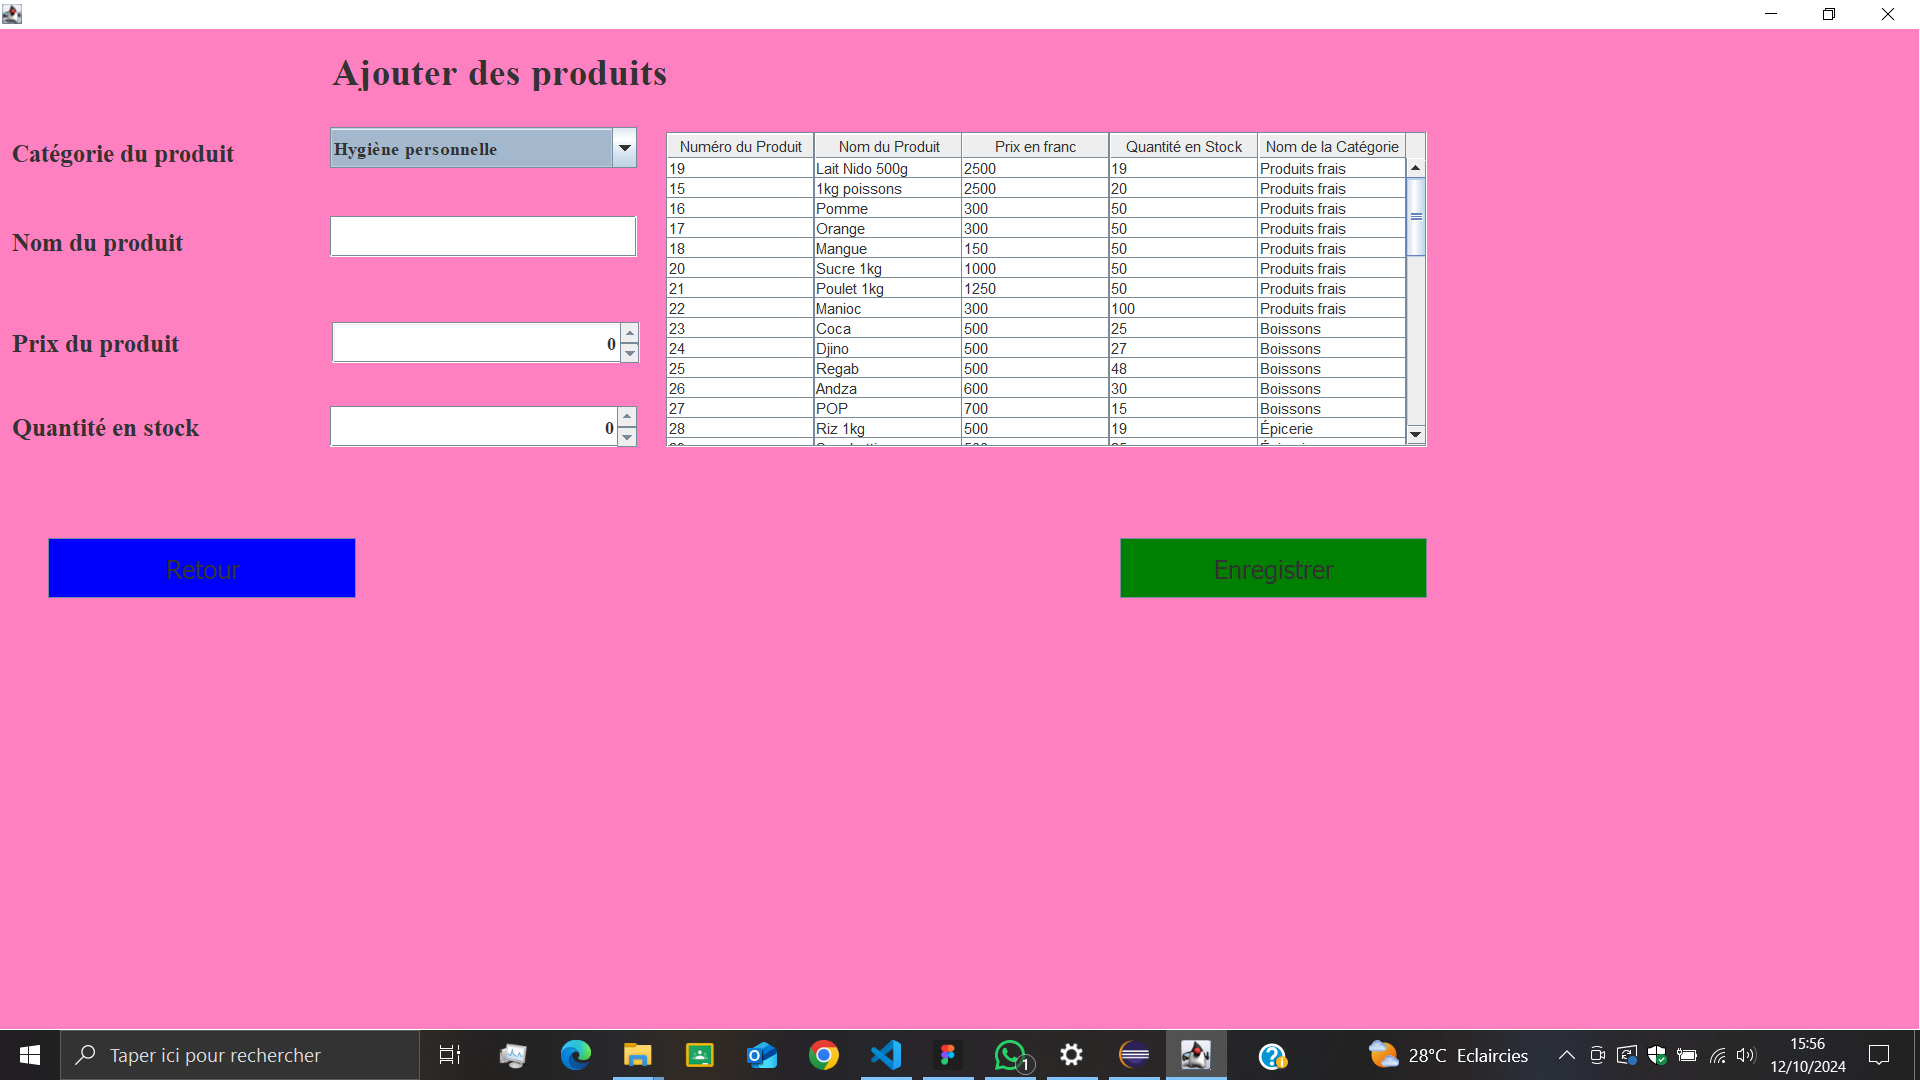 Ajouter des produits
Catégorie du produit
Hygiène personnelle
Nom du produit
Prix du produit
0
Quantité en stock
0
Numéro du Produit Nom du Produit Prix en franc Quantité en Stock Nom de la Catégorie
19 Lait Nido 500g 2500 19 Produits frais
15 1kg poissons 2500 20 Produits frais
16 Pomme 300 50 Produits frais
17 Orange 300 50 Produits frais
18 Mangue 150 50 Produits frais
20 Sucre 1kg 1000 50 Produits frais
21 Poulet 1kg 1250 50 Produits frais
22 Manioc 300 100 Produits frais
23 Coca 500 25 Boissons
24 Djino 500 27 Boissons
25 Regab 500 48 Boissons
26 Andza 600 30 Boissons
27 POP 700 15 Boissons
28 Riz 1kg 500 19 Épicerie
Retour
Enregistrer
Taper ici pour rechercher
1
28°C Eclaircies
15:56
12/10/2024